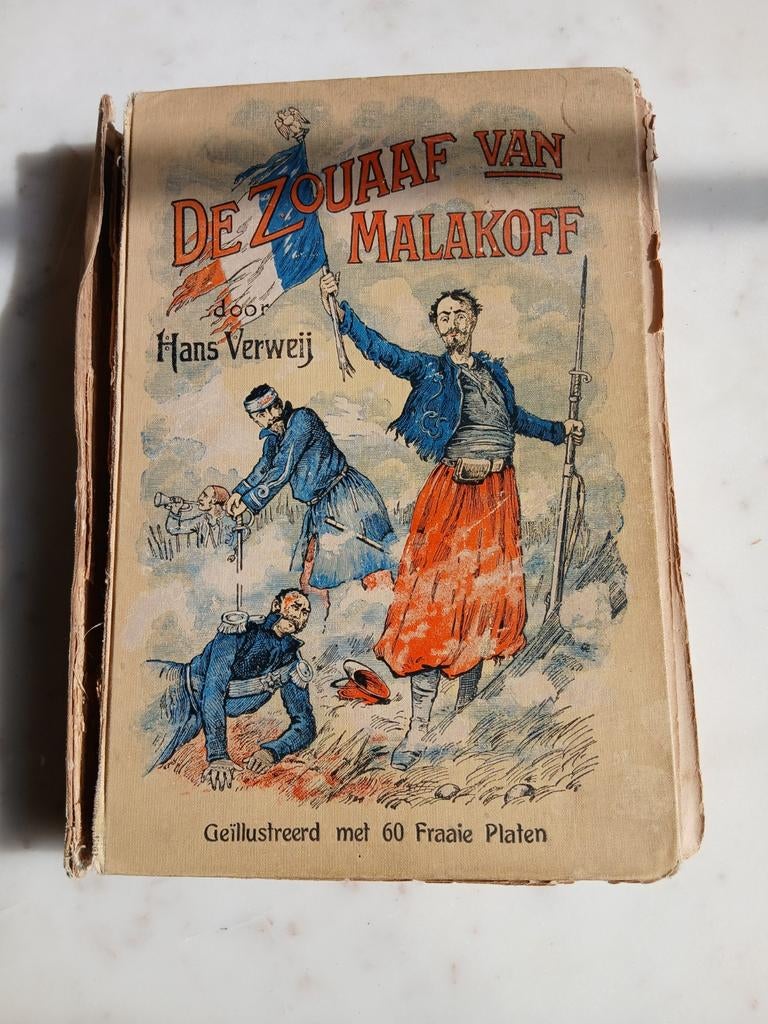 DE ZOUAAF VAN
MALAKOFF
door
Hans Verweij
Geïllustreerd met 60 Fraaie Platen